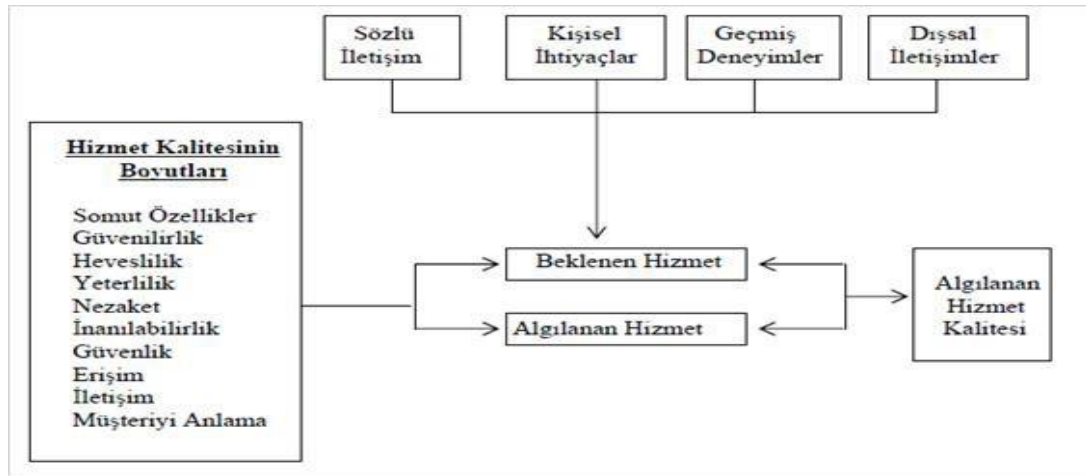 Sözlü
İletişim
Kişisel
İhtiyaçlar
Geçmiş
Deneyimler
Dışsal
İletişimler
Hizmet Kalitesinin
Boyutları
Somut Özellikler
Güvenilirlik
Heveslilik
Yeterlilik
Nezaket
İnanılabilirlik
Güvenlik
Erişim
İletişim
Müşteriyi Anlama
Beklenen Hizmet
Algılanan Hizmet
Algılanan
Hizmet
Kalitesi